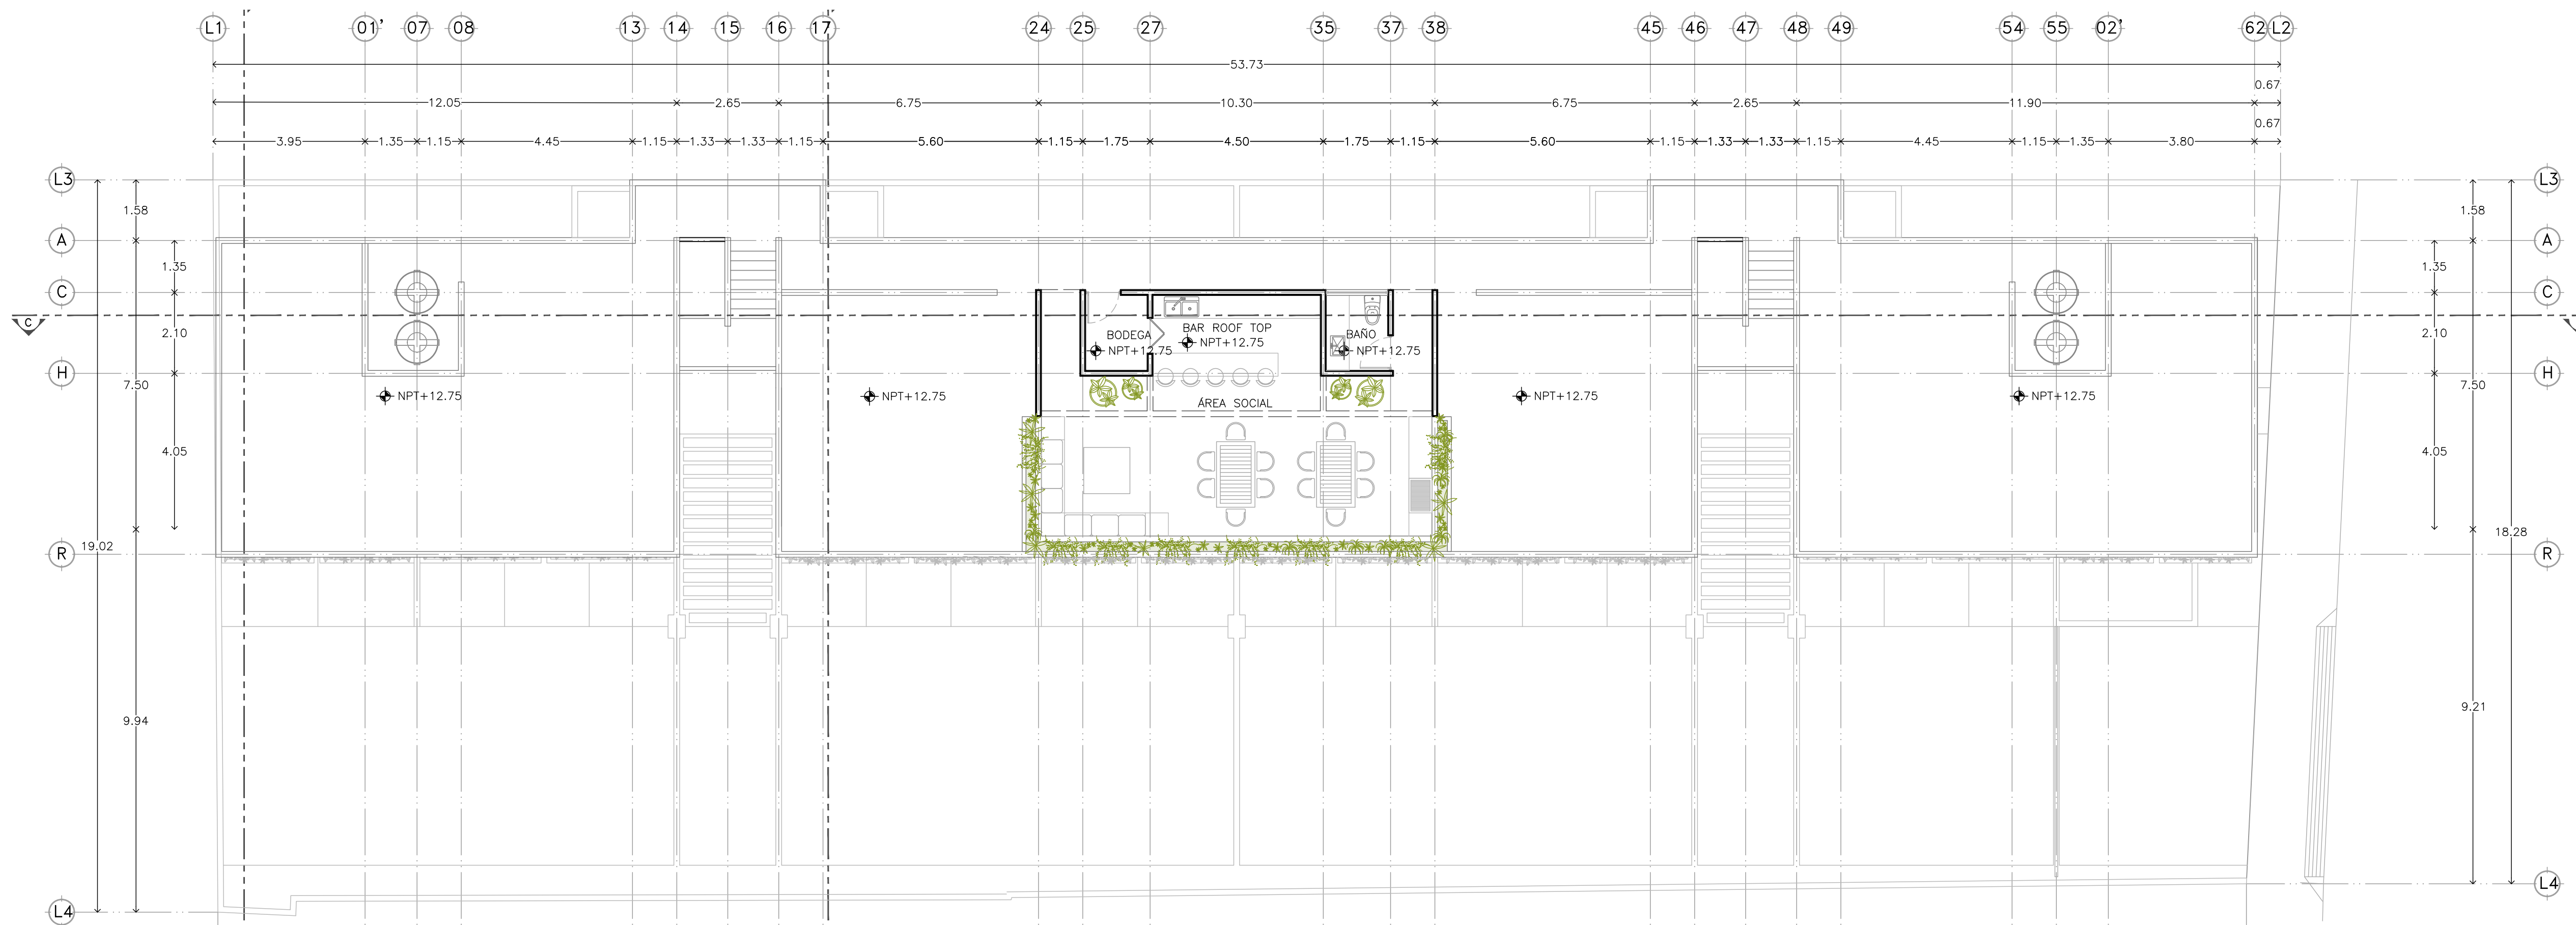 L1 01' 07 08 13 14 15 16 17 24 25 27 35 37 38 45 46 47 48 49 54 55 02' 62 L2
53.73
0.67
12.05 2.65 6.75 10.30 6.75 2.65 11.90
0.67
3.95 1.35 1.15 4.45 1.15 1.33 1.33 1.15 5.60 1.15 1.75 4.50 1.75 1.15 5.60 1.15 1.33 1.33 1.15 4.45 1.15 1.35 3.80
L3 L3
1.58 1.58
A A
1.35 1.35
C C
C
BAR ROOF TOP
BODEGA BAÑO
2.10 2.10
NPT+12.75
NPT+12.75 NPT+12.75
H H
7.50 7.50
NPT+12.75 NPT+12.75 NPT+12.75 NPT+12.75
ÁREA SOCIAL
4.05 4.05
18.28
19.02
R R
9.21
9.94
L4
L4